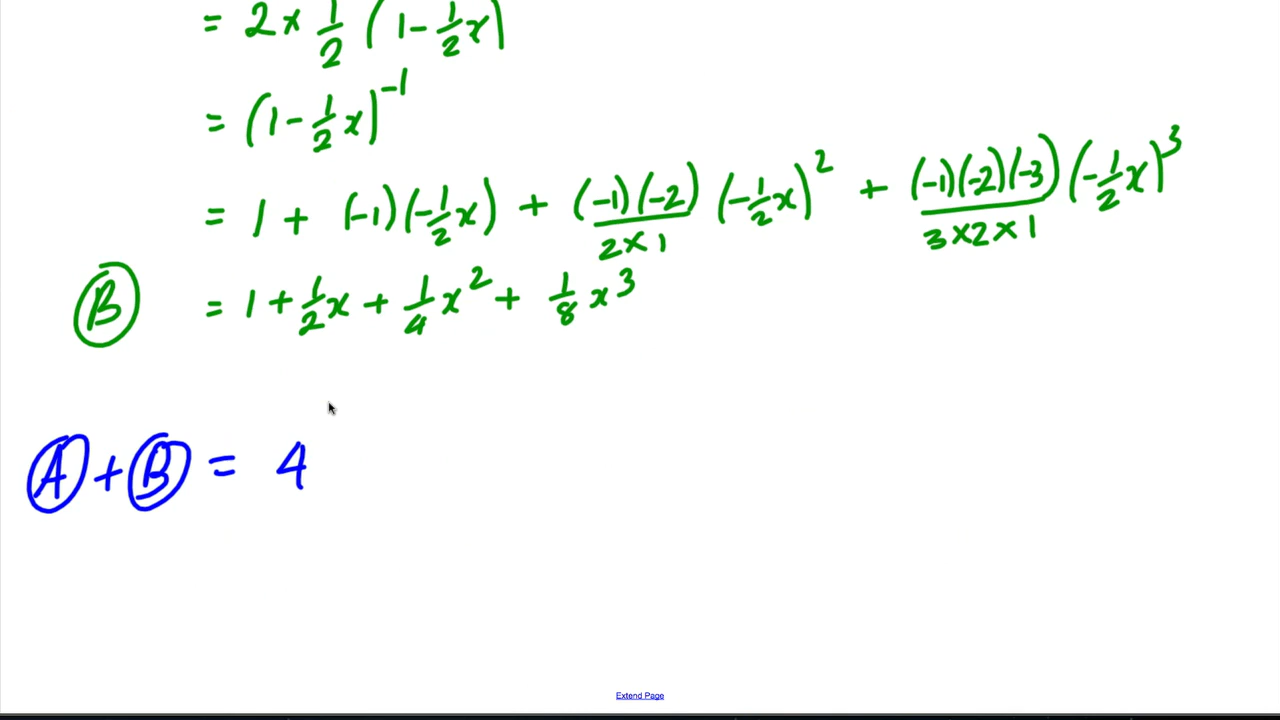 = 2 × 1/2 (1 - 1/2 x)
= (1 - 1/2 x)^-1
= 1 + (-1)(-1/2 x) + (-1)(-2)/(2×1) (-1/2 x)^2 + (-1)(-2)(-3)/(3×2×1) (-1/2 x)^3
B = 1 + 1/2 x + 1/4 x^2 + 1/8 x^3
A + B = 4
Extend Page